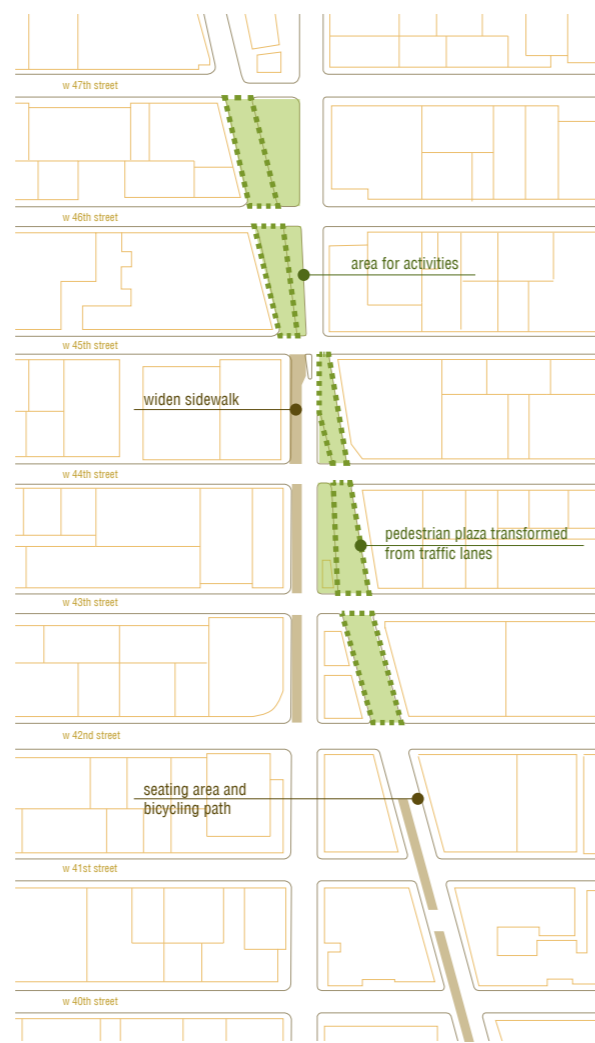 w 47th street
w 46th street
area for activities
w 45th street
widen sidewalk
w 44th street
pedestrian plaza transformed
from traffic lanes
w 43th street
w 42nd street
seating area and
bicycling path
w 41st street
w 40th street